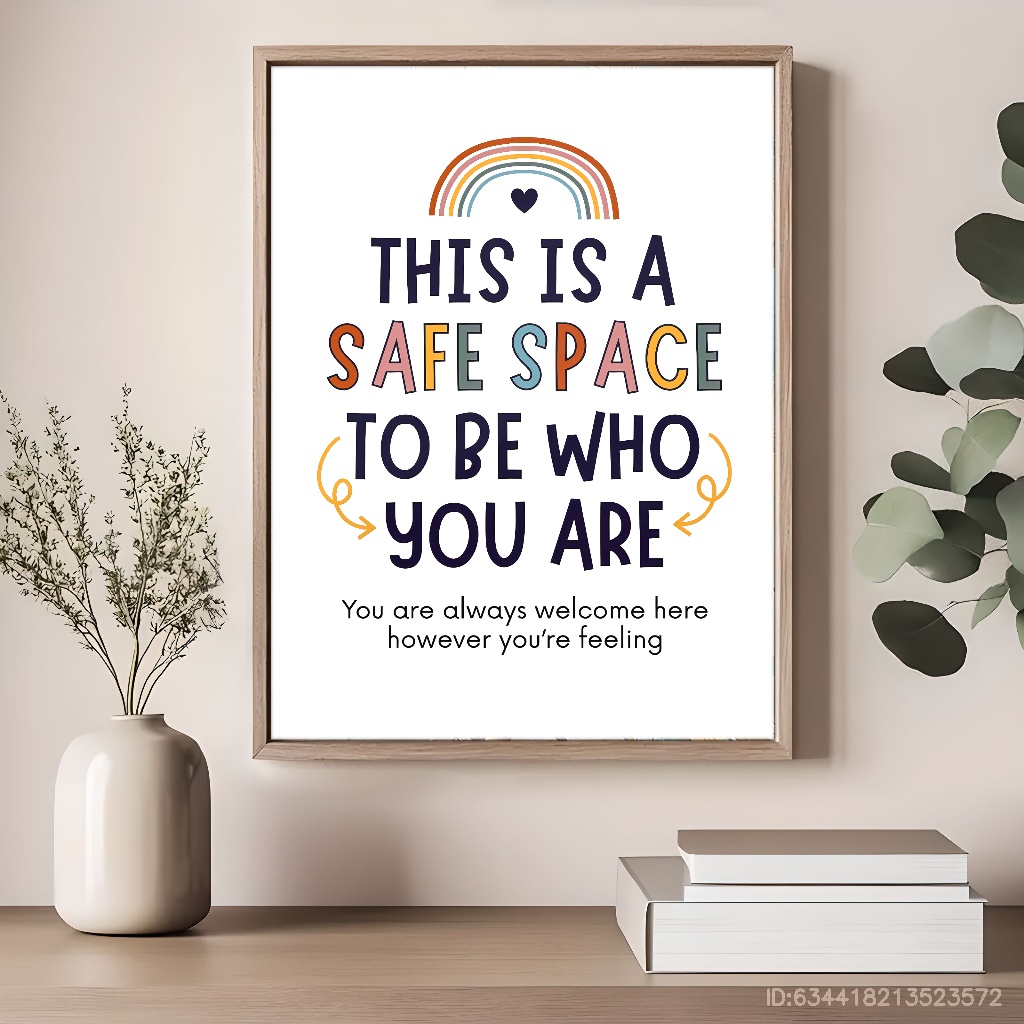 THIS IS A
SAFE SPACE
TO BE WHO
YOU ARE
You are always welcome here
however you're feeling
ID:634418213523572